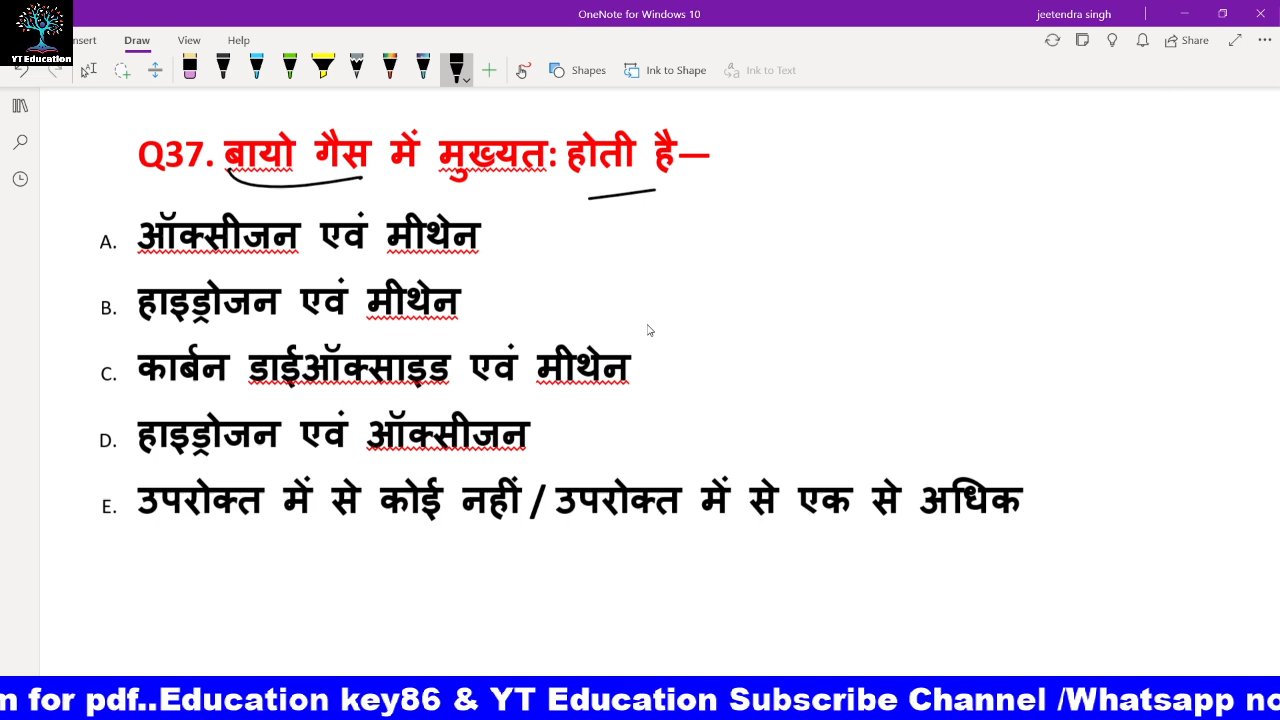 OneNote for Windows 10
jeetendra singh
YT Education
nsert Draw View Help
Share
Shapes Ink to Shape Ink to Text
Q37. बायो गैस में मुख्यतः होती है—
A. ऑक्सीजन एवं मीथेन
B. हाइड्रोजन एवं मीथेन
C. कार्बन डाईऑक्साइड एवं मीथेन
D. हाइड्रोजन एवं ऑक्सीजन
E. उपरोक्त में से कोई नहीं / उपरोक्त में से एक से अधिक
m for pdf..Education key86 & YT Education Subscribe Channel /Whatsapp no